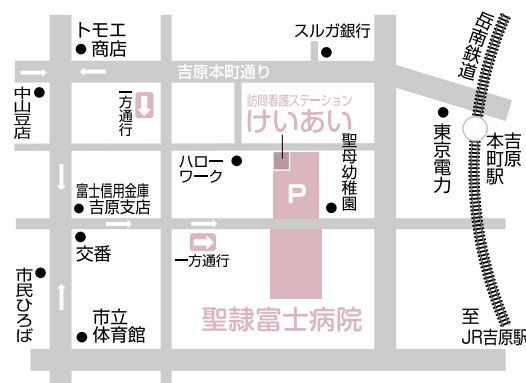 トモエ
商店
スルガ銀行
岳南鉄道
吉原本町通り
中山豆店
一方通行
訪問看護ステーション
けいあい
東京電力
吉原
本町駅
ハロー
ワーク
聖母幼稚園
P
富士信用金庫
吉原支店
交番
一方通行
市民ひろば
市立
体育館
聖隷富士病院
至
JR吉原駅